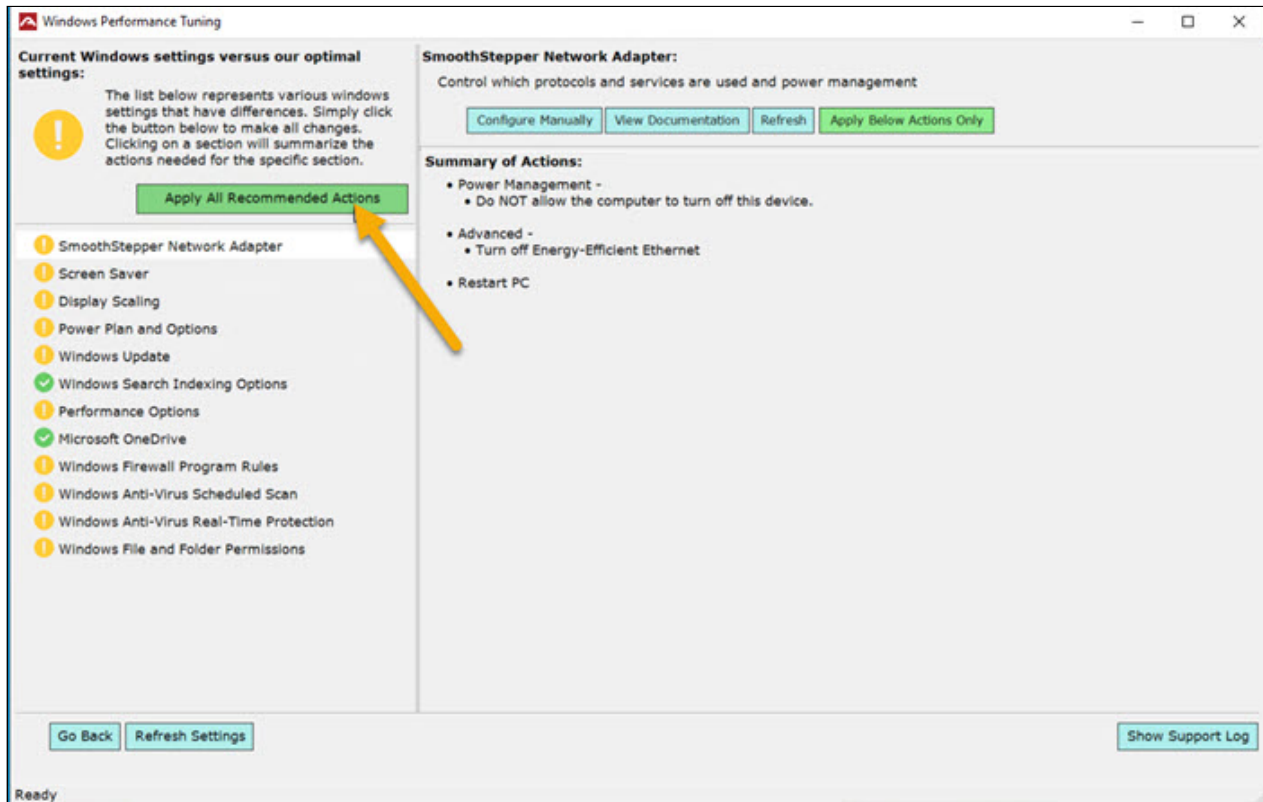 Windows Performance Tuning
Current Windows settings versus our optimal
settings:
The list below represents various windows
settings that have differences. Simply click
the button below to make all changes.
Clicking on a section will summarize the
actions needed for the specific section.
Apply All Recommended Actions
SmoothStepper Network Adapter
Screen Saver
Display Scaling
Power Plan and Options
Windows Update
Windows Search Indexing Options
Performance Options
Microsoft OneDrive
Windows Firewall Program Rules
Windows Anti-Virus Scheduled Scan
Windows Anti-Virus Real-Time Protection
Windows File and Folder Permissions
SmoothStepper Network Adapter:
Control which protocols and services are used and power management
Configure Manually View Documentation Refresh Apply Below Actions Only
Summary of Actions:
• Power Management -
• Do NOT allow the computer to turn off this device.
• Advanced -
• Turn off Energy-Efficient Ethernet
• Restart PC
Go Back Refresh Settings
Show Support Log
Ready